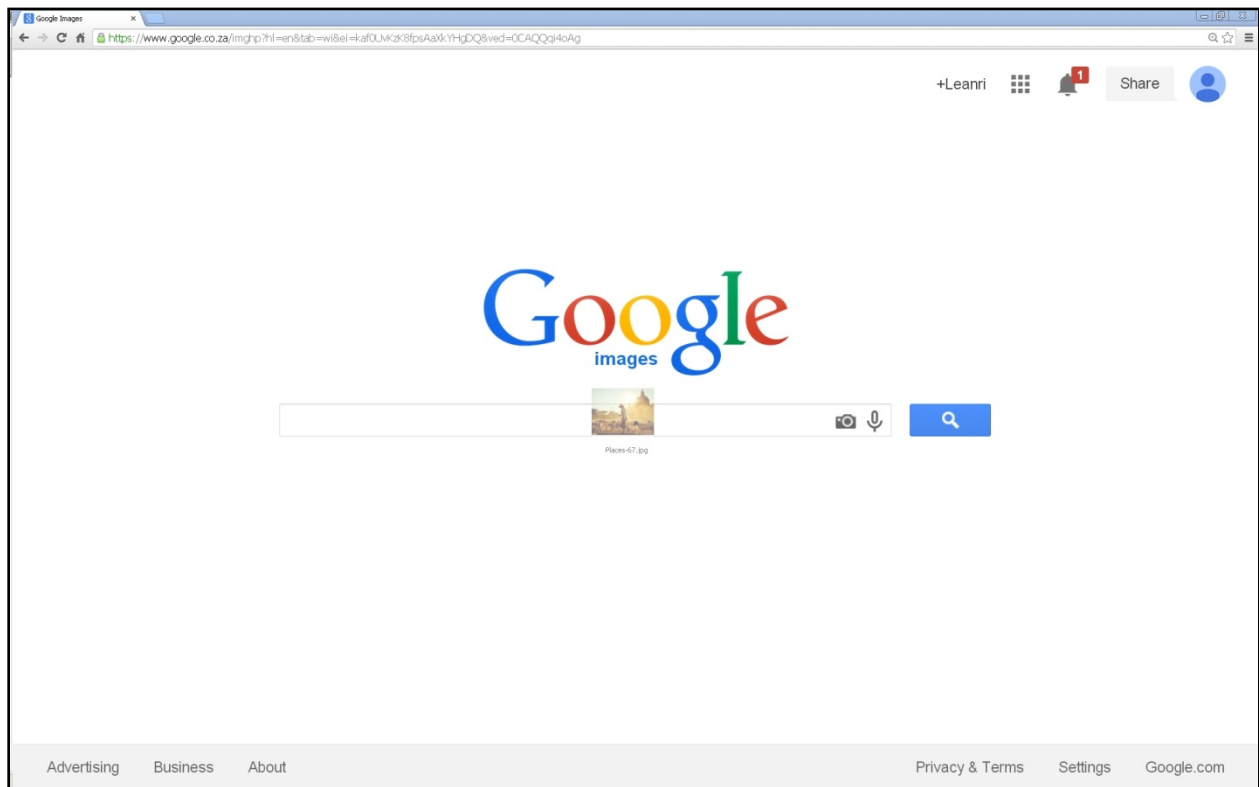 Google Images
https://www.google.co.za/imghp?hl=en&tab=wi&ei=kaf0UvKzK8fpsAaXkYHgDQ&ved=0CAQQqi4oAg
+Leanri
1
Share
Google
images
Places-67.jpg
Advertising Business About Privacy & Terms Settings Google.com